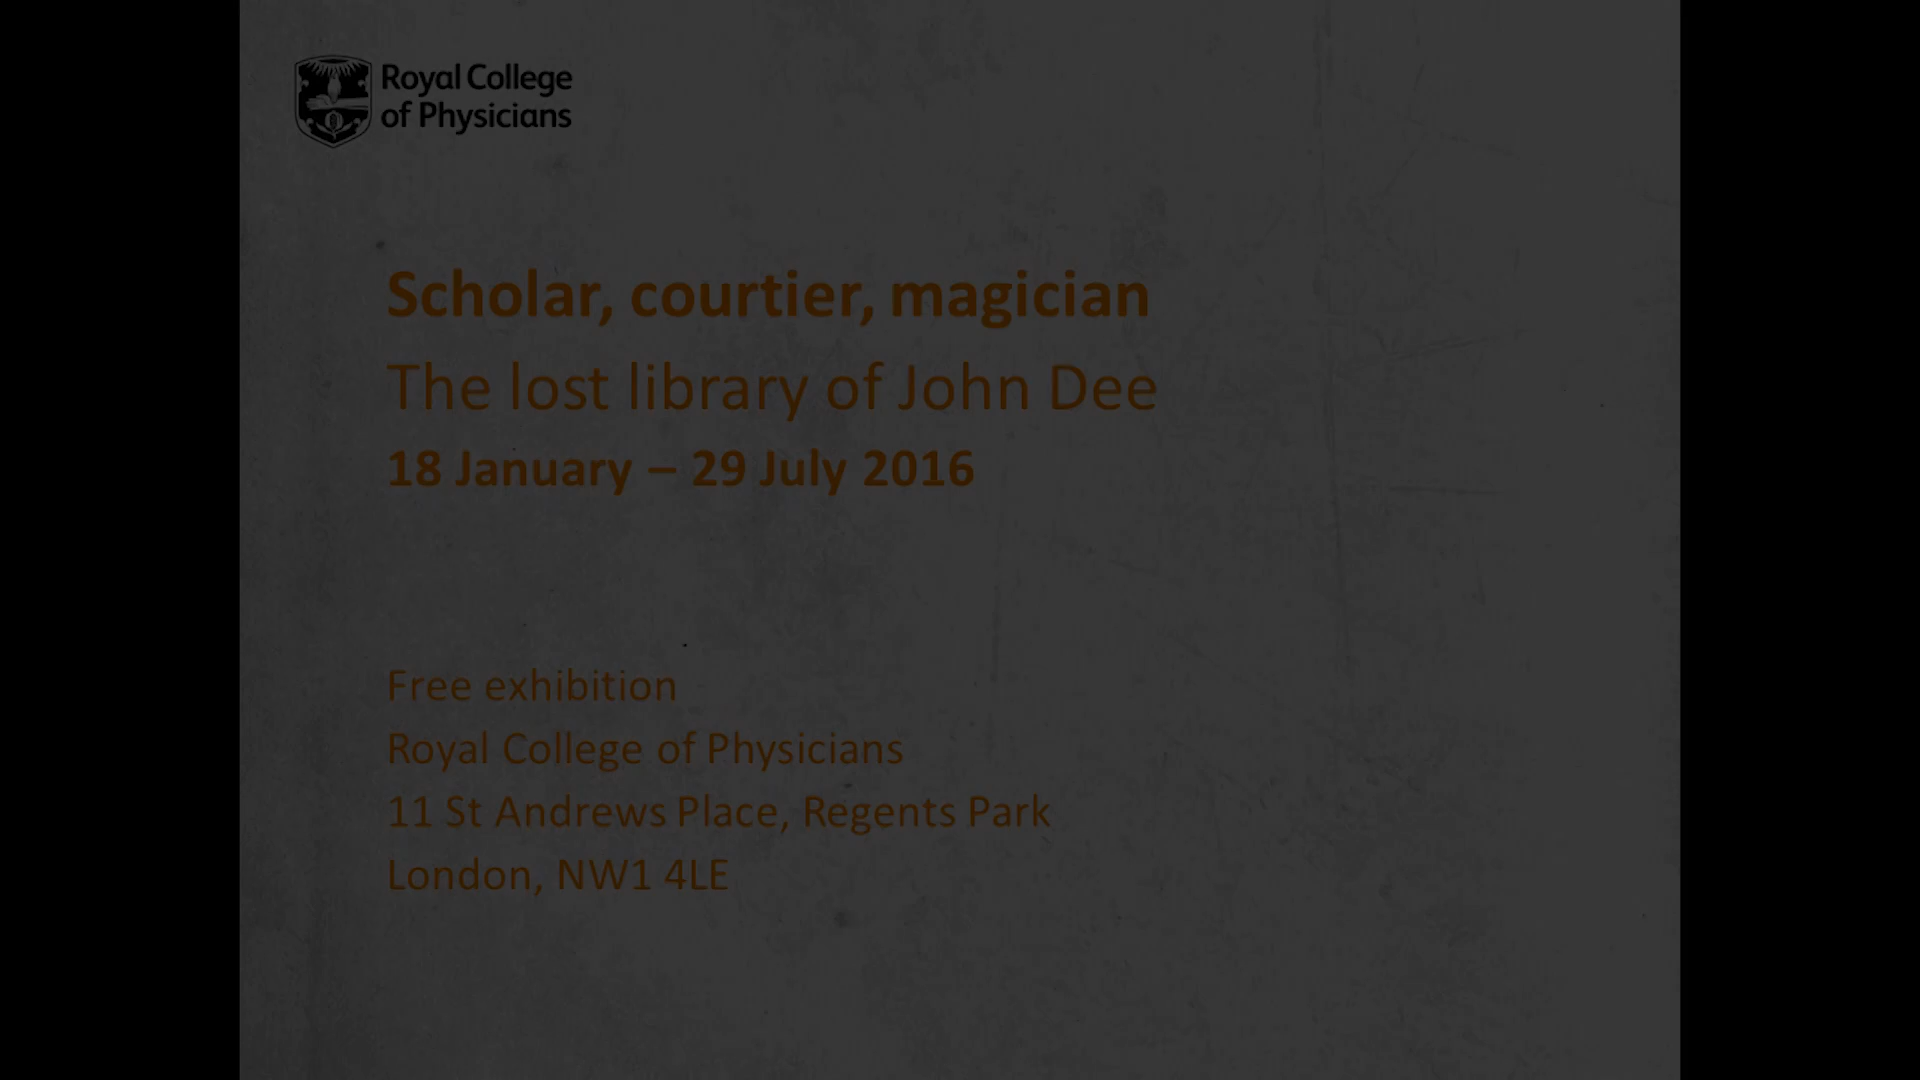 Royal College
of Physicians
Scholar, courtier, magician
The lost library of John Dee
18 January – 29 July 2016
Free exhibition
Royal College of Physicians
11 St Andrews Place, Regents Park
London, NW1 4LE